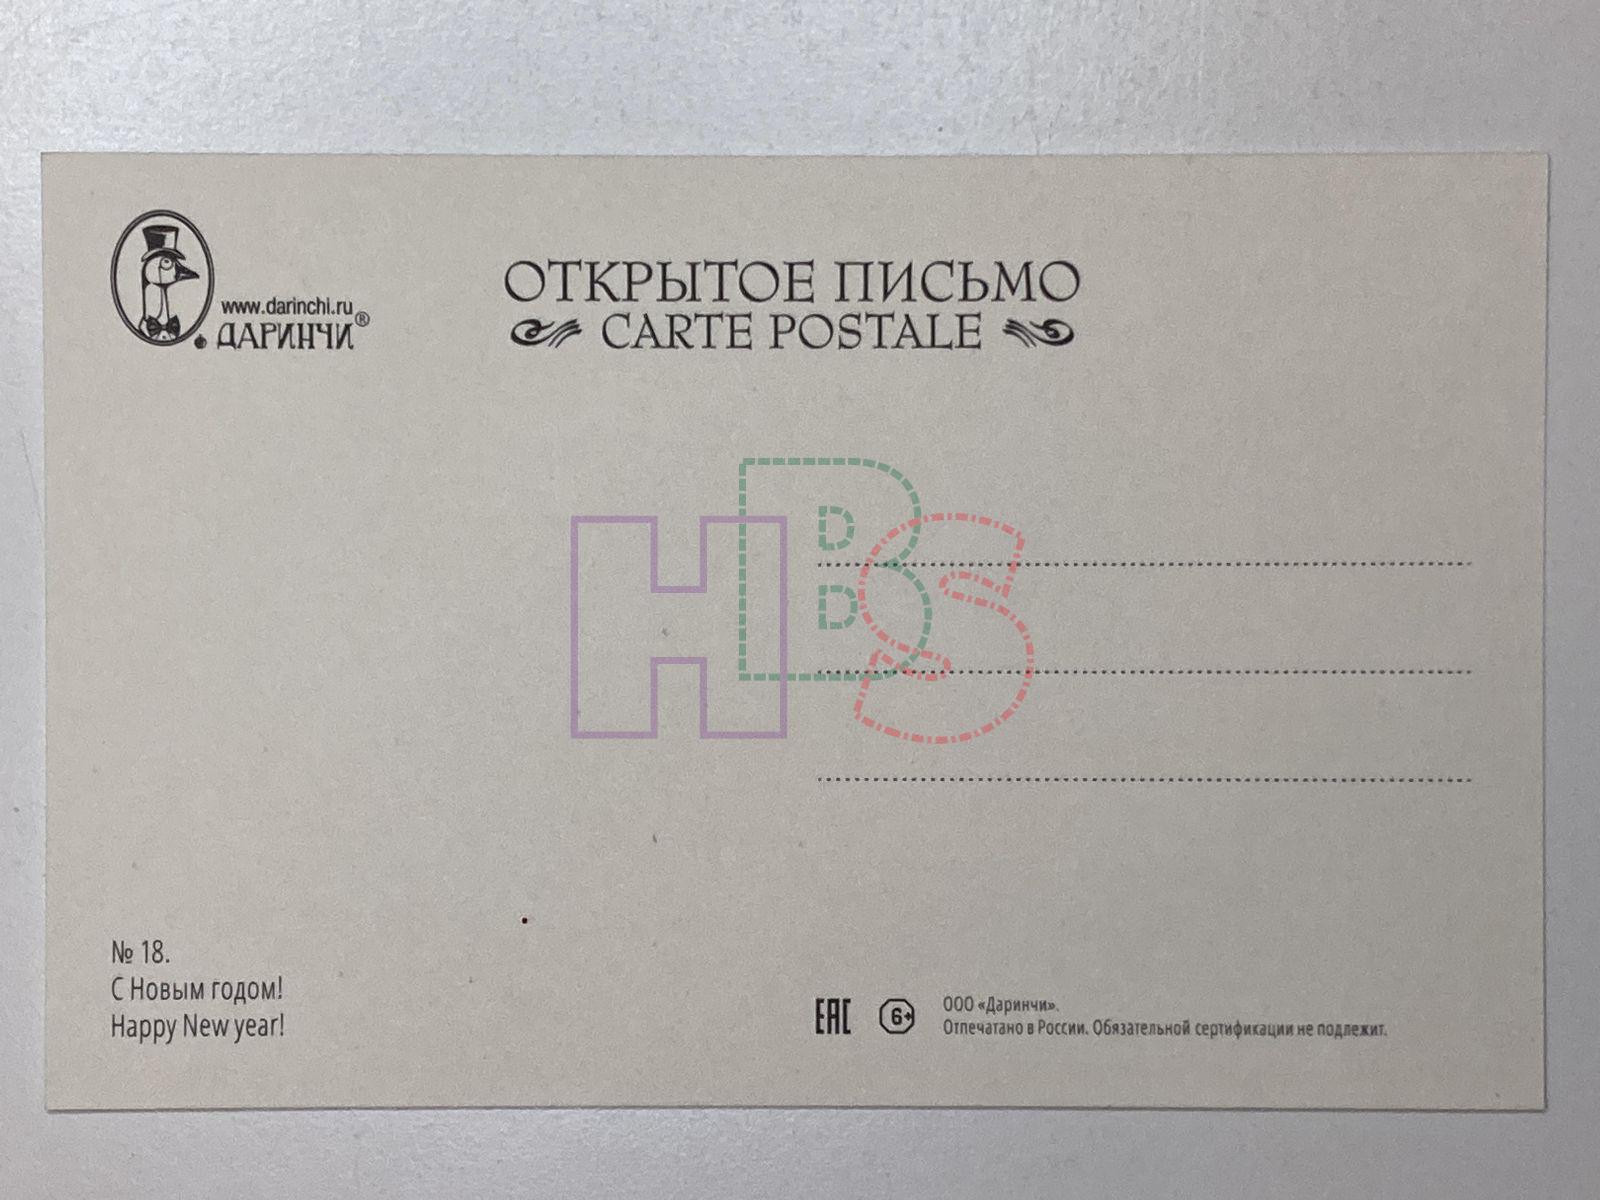 www.darinchi.ru
ДАРИНЧИ®
ОТКРЫТОЕ ПИСЬМО
CARTE POSTALE
HBS
№ 18.
С Новым годом!
Happy New year!
EAC 6+
ООО «Даринчи».
Отпечатано в России. Обязательной сертификации не подлежит.